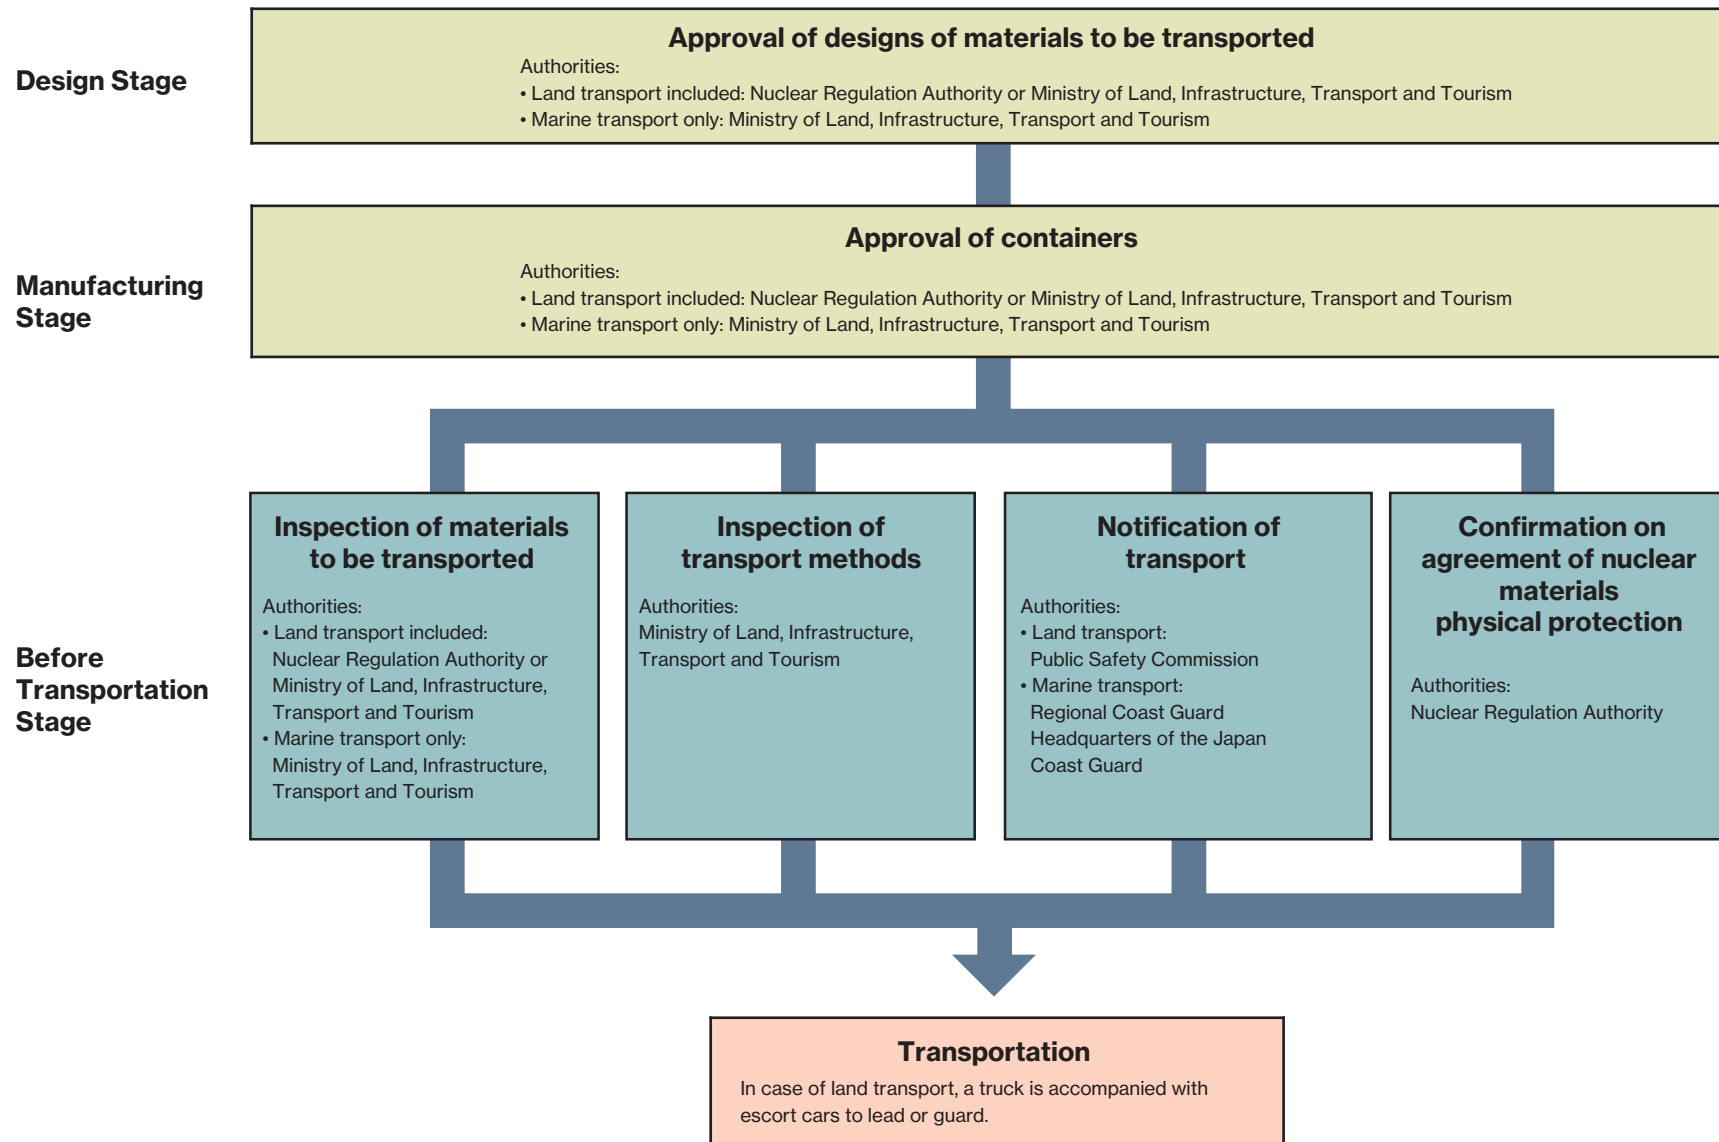 Design Stage
Approval of designs of materials to be transported
Authorities:
• Land transport included: Nuclear Regulation Authority or Ministry of Land, Infrastructure, Transport and Tourism
• Marine transport only: Ministry of Land, Infrastructure, Transport and Tourism
Manufacturing
Stage
Approval of containers
Authorities:
• Land transport included: Nuclear Regulation Authority or Ministry of Land, Infrastructure, Transport and Tourism
• Marine transport only: Ministry of Land, Infrastructure, Transport and Tourism
Before
Transportation
Stage
Inspection of materials
to be transported
Authorities:
• Land transport included:
Nuclear Regulation Authority or
Ministry of Land, Infrastructure,
Transport and Tourism
• Marine transport only:
Ministry of Land, Infrastructure,
Transport and Tourism
Inspection of
transport methods
Authorities:
Ministry of Land, Infrastructure,
Transport and Tourism
Notification of
transport
Authorities:
• Land transport:
Public Safety Commission
• Marine transport:
Regional Coast Guard
Headquarters of the Japan
Coast Guard
Confirmation on
agreement of nuclear
materials
physical protection
Authorities:
Nuclear Regulation Authority
Transportation
In case of land transport, a truck is accompanied with
escort cars to lead or guard.